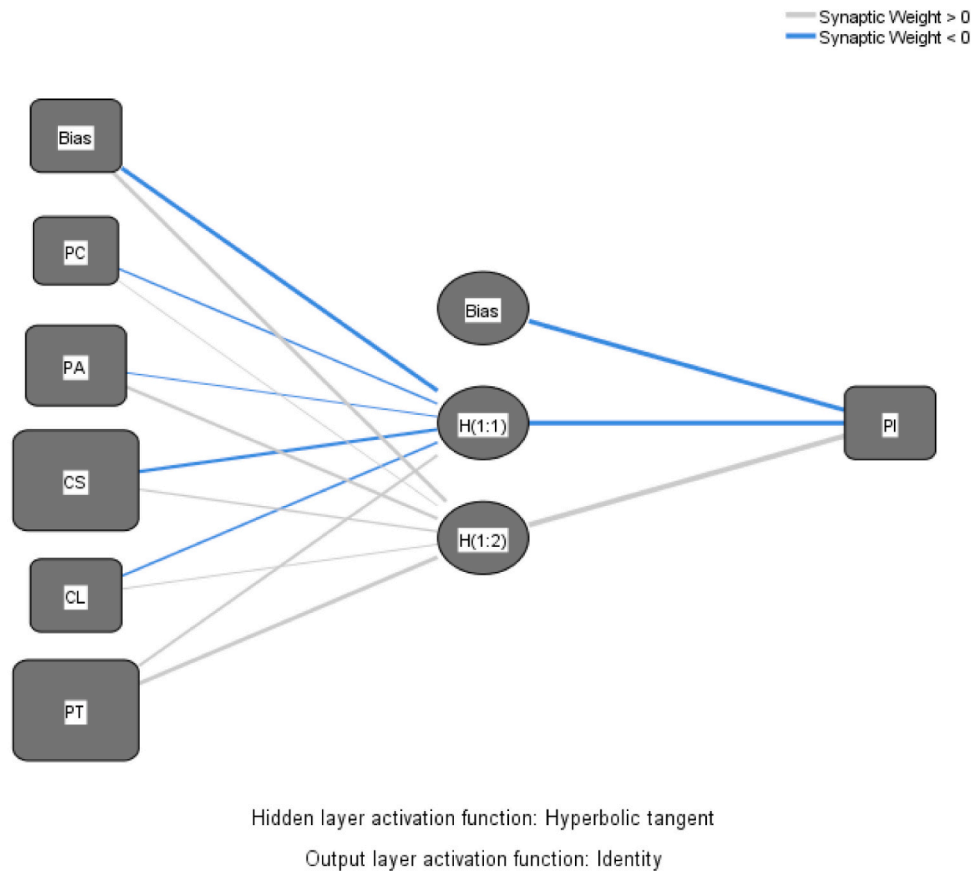 Synaptic Weight > 0
Synaptic Weight < 0
Bias
PC
PA
CS
CL
PT
Bias
H(1:1)
H(1:2)
PI
Hidden layer activation function: Hyperbolic tangent
Output layer activation function: Identity